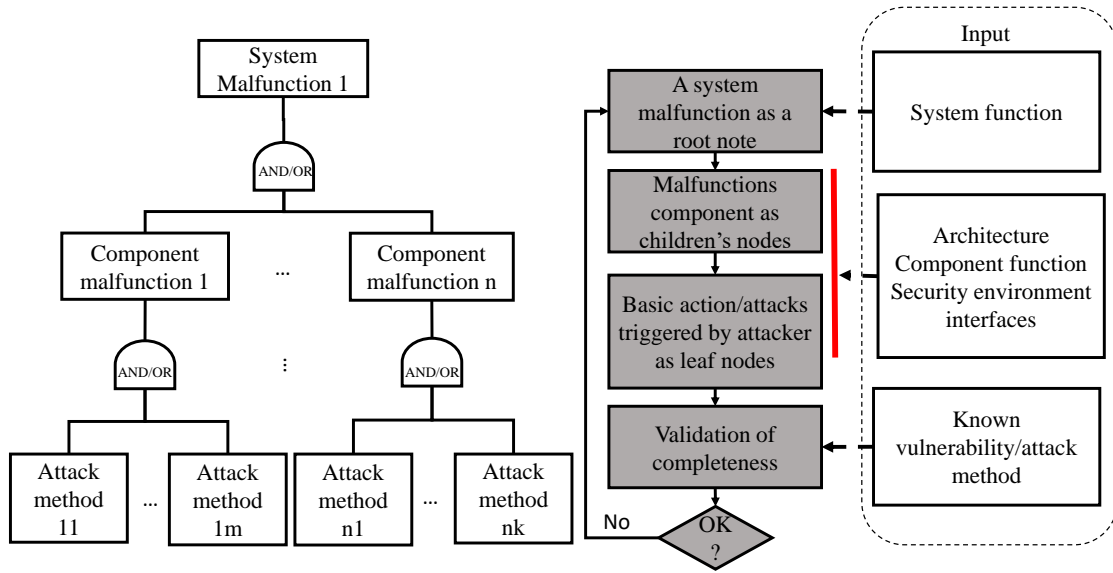 System
Malfunction 1
AND/OR
Component
malfunction 1
...
Component
malfunction n
AND/OR
...
AND/OR
Attack
method
11
...
Attack
method
1m
Attack
method
n1
...
Attack
method
nk
A system
malfunction as a
root note
Malfunctions
component as
children's nodes
Basic action/attacks
triggered by attacker
as leaf nodes
Validation of
completeness
OK
?
No
Input
System function
Architecture
Component function
Security environment
interfaces
Known
vulnerability/attack
method